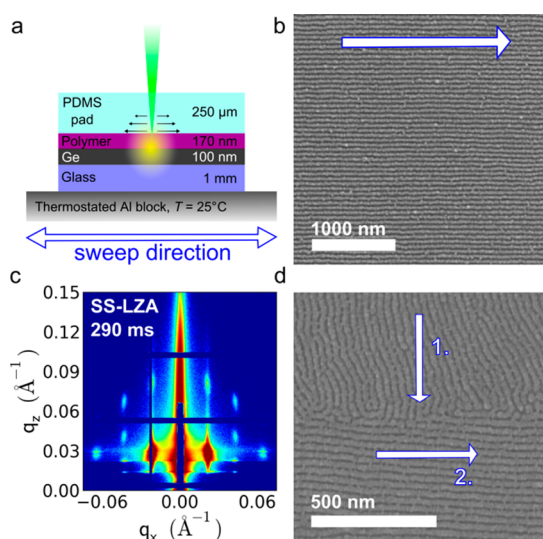 a
PDMS
pad
250 µm
Polymer
170 nm
Ge
100 nm
Glass
1 mm
Thermostated Al block, T = 25°C
sweep direction
b
1000 nm
c
SS-LZA
290 ms
0.15
0.12
0.09
0.06
0.03
0.00
qz (Å⁻¹)
−0.06
0.00
0.06
qx (Å⁻¹)
d
1.
2.
500 nm